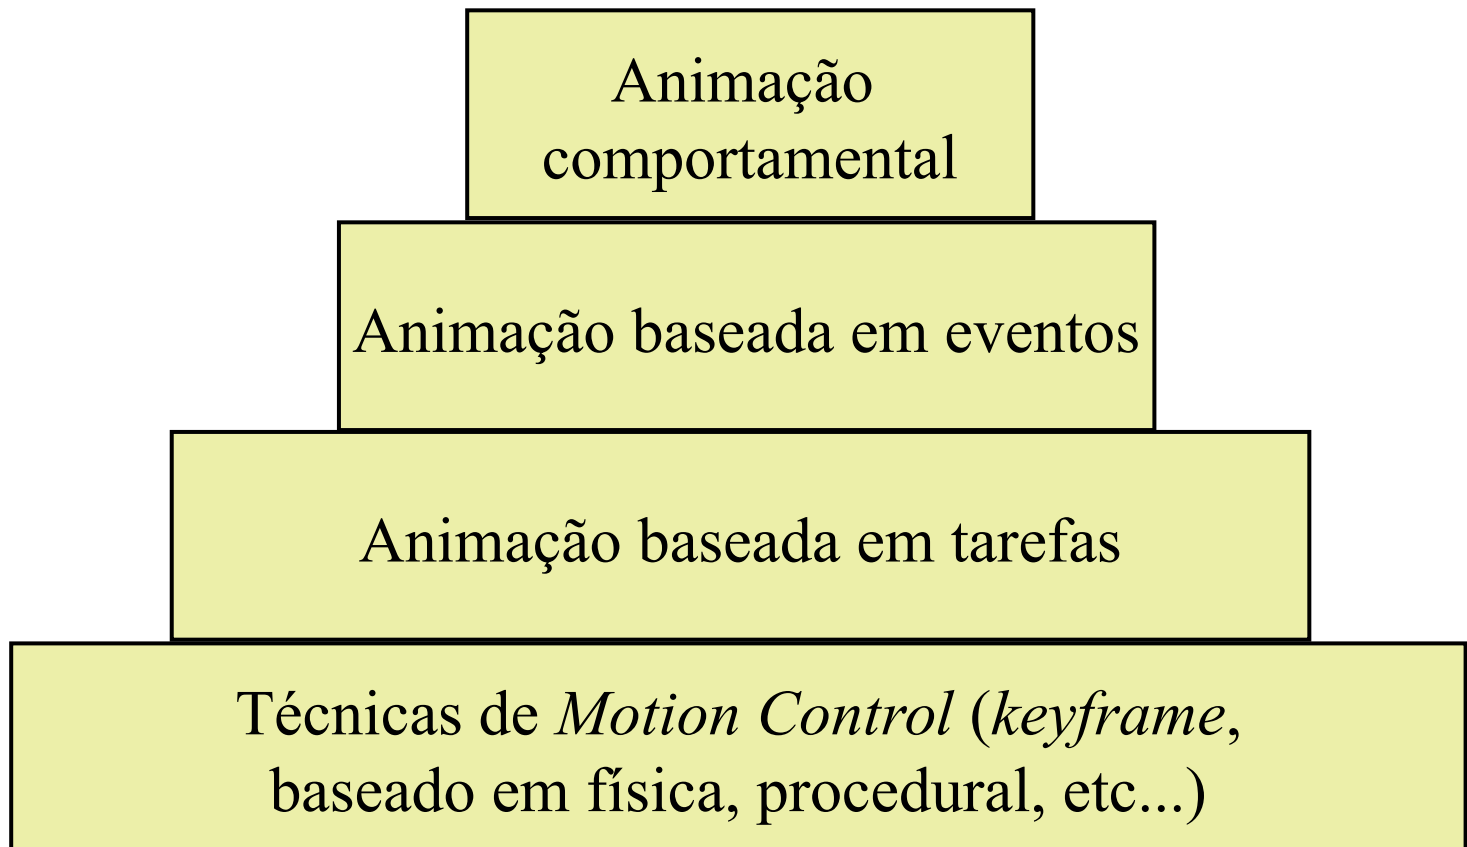 Animação
comportamental
Animação baseada em eventos
Animação baseada em tarefas
Técnicas de Motion Control (keyframe,
baseado em física, procedural, etc...)